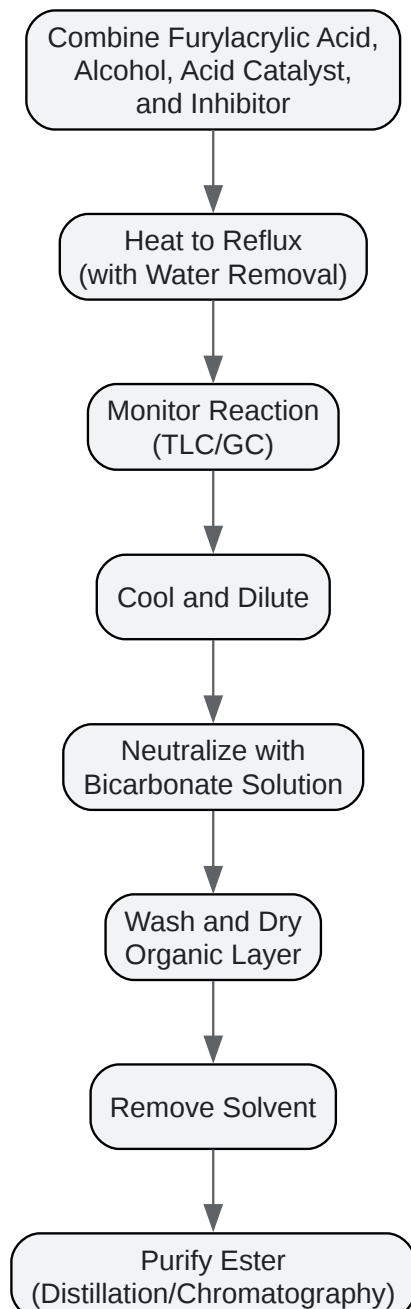 Combine Furylacrylic Acid,
Alcohol, Acid Catalyst,
and Inhibitor
Heat to Reflux
(with Water Removal)
Monitor Reaction
(TLC/GC)
Cool and Dilute
Neutralize with
Bicarbonate Solution
Wash and Dry
Organic Layer
Remove Solvent
Purify Ester
(Distillation/Chromatography)